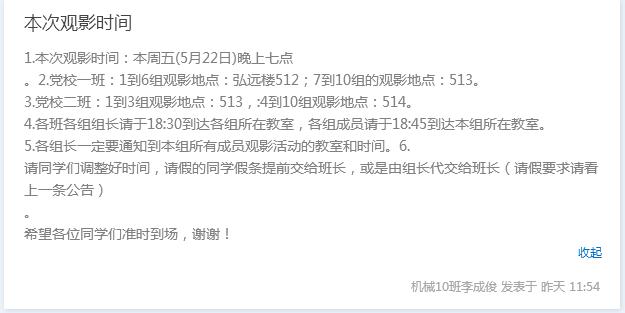 本次观影时间
1.本次观影时间：本周五(5月22日)晚上七点
。2.党校一班：1到6组观影地点：弘远楼512；7到10组的观影地点：513。
3.党校二班：1到3组观影地点：513，:4到10组观影地点：514。
4.各班各组组长请于18:30到达各组所在教室，各组成员请于18:45到达本组所在教室。
5.各组长一定要通知到本组所有成员观影活动的教室和时间。6.
请同学们调整好时间，请假的同学假条提前交给班长，或是由组长代交给班长（请假要求请看
上一条公告）
。
希望各位同学们准时到场，谢谢！
收起
机械10班李成俊 发表于 昨天 11:54